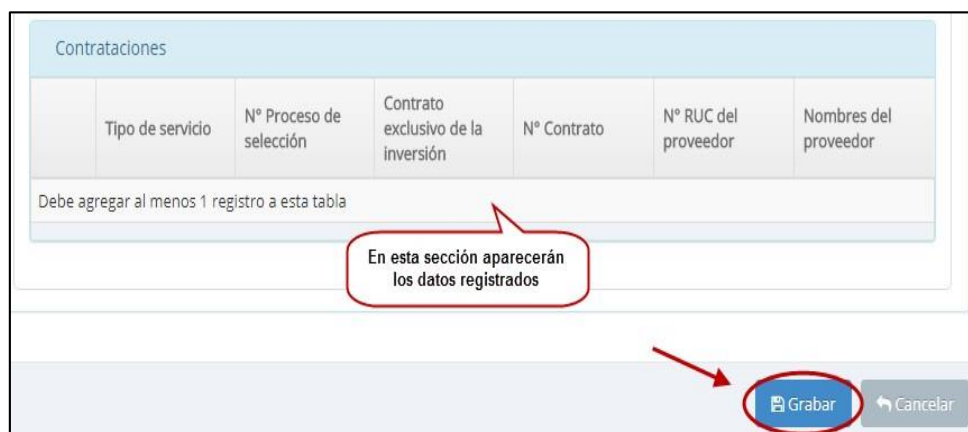 Contrataciones
Tipo de servicio
Nº Proceso de
selección
Contrato
exclusivo de la
inversión
Nº Contrato
Nº RUC del
proveedor
Nombres del
proveedor
Debe agregar al menos 1 registro a esta tabla
En esta sección aparecerán
los datos registrados
Grabar
Cancelar